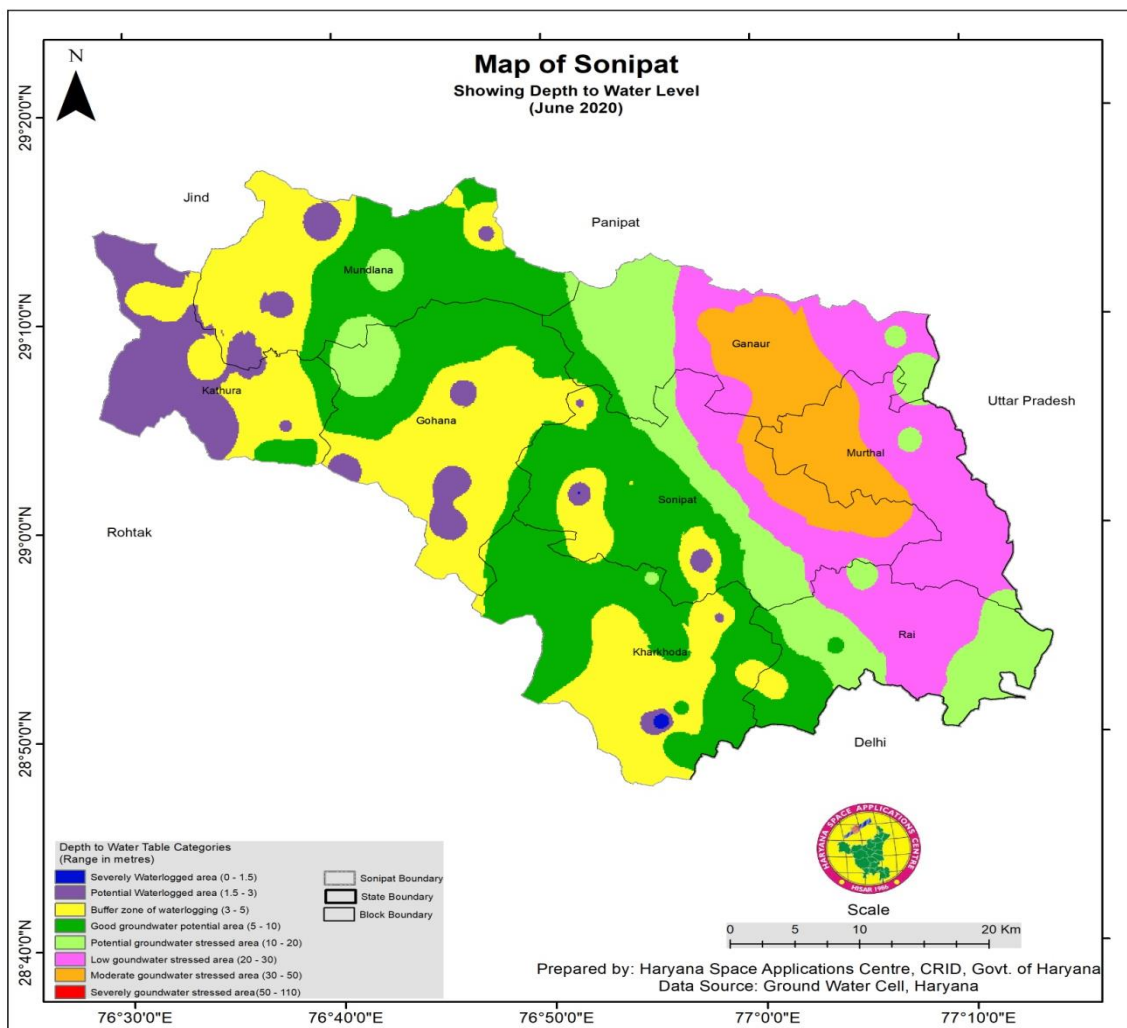 Map of Sonipat
Showing Depth to Water Level
(June 2020)
N
29°20'0"N
29°10'0"N
29°0'0"N
28°50'0"N
28°40'0"N
Jind
Panipat
Mundlana
Ganaur
Kathura
Uttar Pradesh
Gohana
Murthal
Sonipat
Rohtak
Rai
Kharkhoda
Delhi
Depth to Water Table Categories
(Range in metres)
Severely Waterlogged area (0 - 1.5)
Potential Waterlogged area (1.5 - 3)
Buffer zone of waterlogging (3 - 5)
Good groundwater potential area (5 - 10)
Potential groundwater stressed area (10 - 20)
Low goundwater stressed area (20 - 30)
Moderate goundwater stressed area (30 - 50)
Severely goundwater stressed area(50 - 110)
Sonipat Boundary
State Boundary
Block Boundary
HARYANA SPACE APPLICATIONS CENTRE
HISAR 1986
Scale
0 5 10 20 Km
Prepared by: Haryana Space Applications Centre, CRID, Govt. of Haryana
Data Source: Ground Water Cell, Haryana
76°30'0"E 76°40'0"E 76°50'0"E 77°0'0"E 77°10'0"E